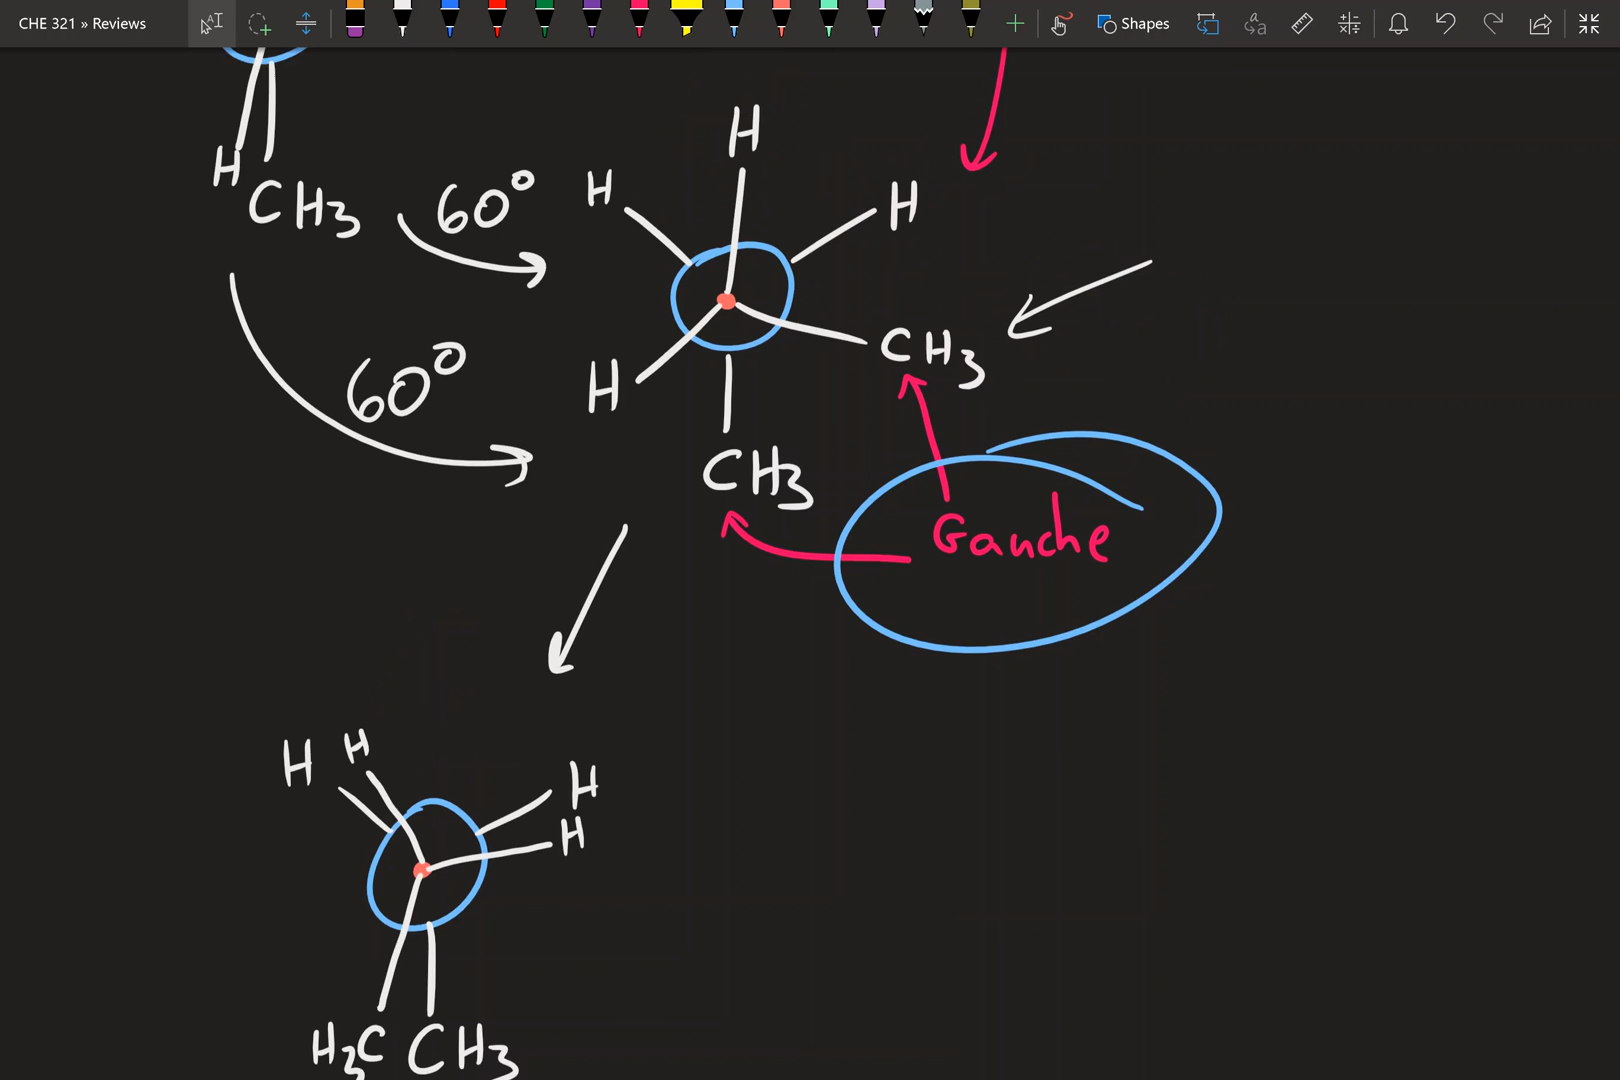 CHE 321 » Reviews
Shapes
H
H
H
H
CH3
60°
CH3
60°
H
CH3
Gauche
H
H
H
H
H3C
CH3